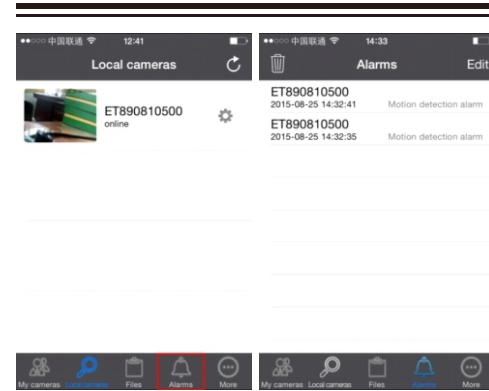 中国联通 12:41
Local cameras
ET890810500
online
My cameras Local cameras Files Alarms More
中国联通 14:33
Alarms Edit
ET890810500
2015-08-25 14:32:41 Motion detection alarm
ET890810500
2015-08-25 14:32:35 Motion detection alarm
My cameras Local cameras Files Alarms More